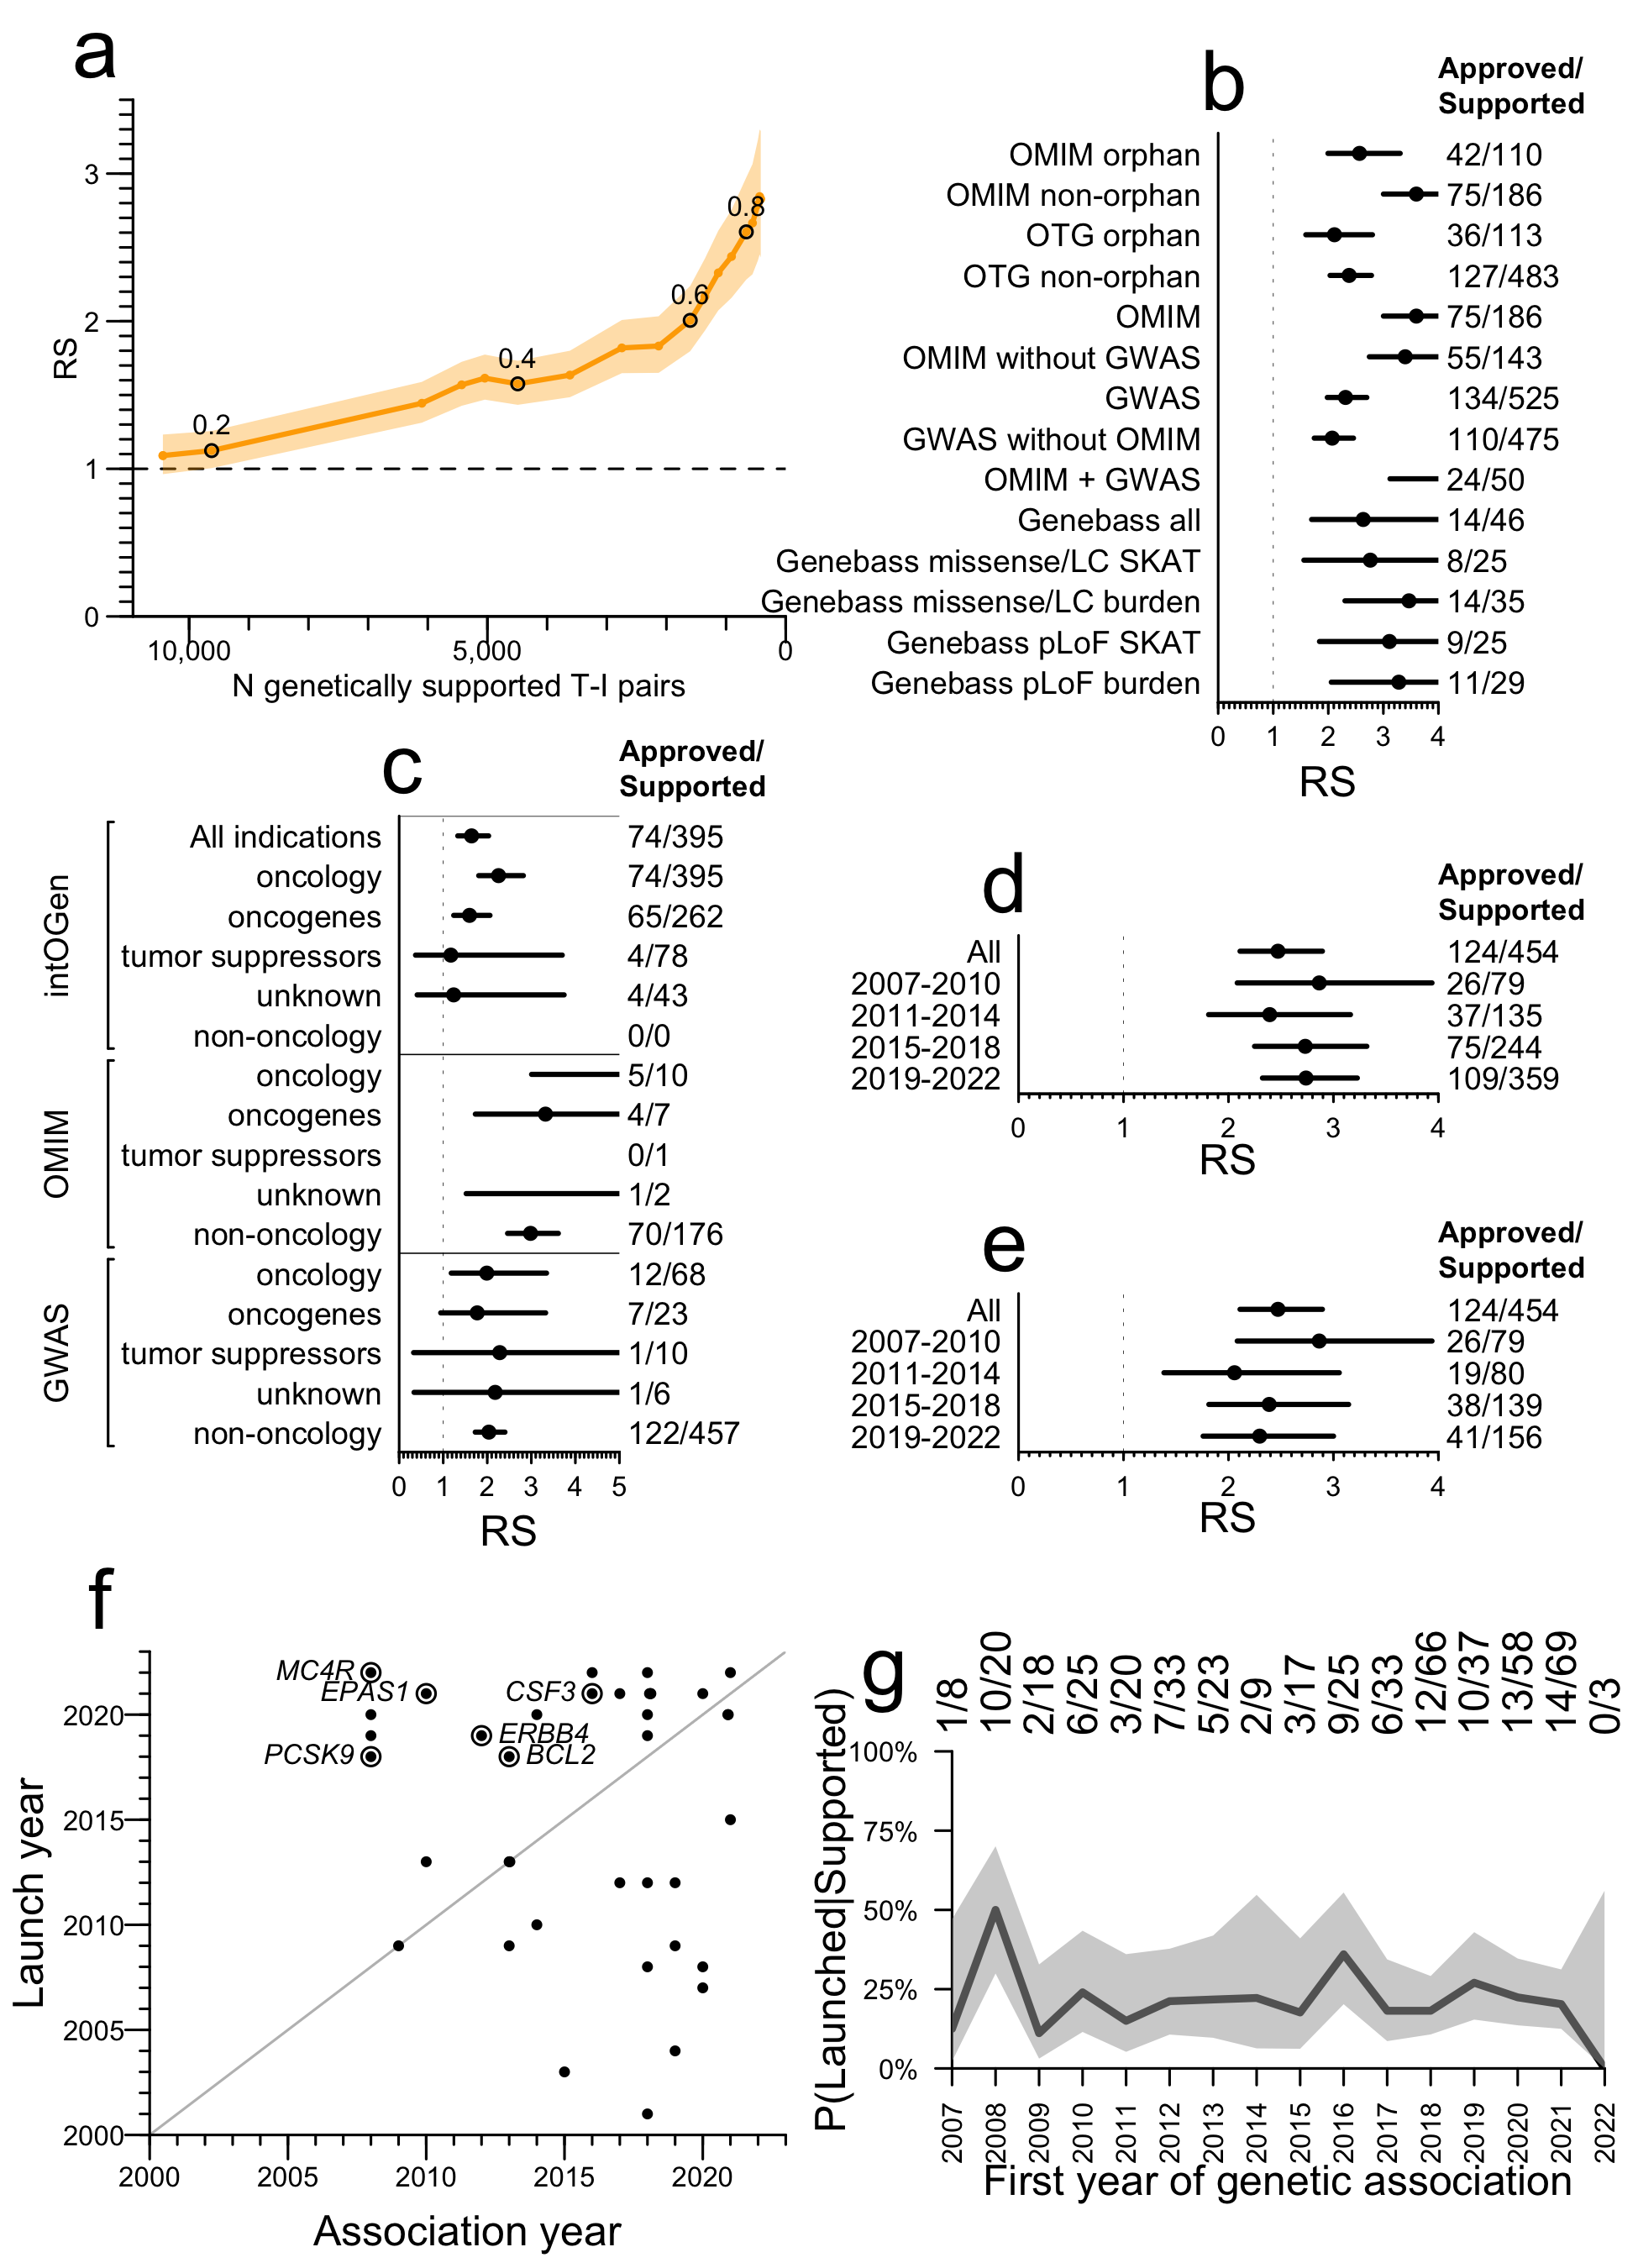 a
3
2
1
0
RS
0.2
0.4
0.6
0.8
10,000
5,000
0
N genetically supported T-I pairs
b
Approved/
Supported
OMIM orphan 42/110
OMIM non-orphan 75/186
OTG orphan 36/113
OTG non-orphan 127/483
OMIM 75/186
OMIM without GWAS 55/143
GWAS 134/525
GWAS without OMIM 110/475
OMIM + GWAS 24/50
Genebass all 14/46
Genebass missense/LC SKAT 8/25
Genebass missense/LC burden 14/35
Genebass pLoF SKAT 9/25
Genebass pLoF burden 11/29
0 1 2 3 4
RS
c
Approved/
Supported
intOGen
All indications 74/395
oncology 74/395
oncogenes 65/262
tumor suppressors 4/78
unknown 4/43
non-oncology 0/0
OMIM
oncology 5/10
oncogenes 4/7
tumor suppressors 0/1
unknown 1/2
non-oncology 70/176
GWAS
oncology 12/68
oncogenes 7/23
tumor suppressors 1/10
unknown 1/6
non-oncology 122/457
0 1 2 3 4 5
RS
d
Approved/
Supported
All 124/454
2007-2010 26/79
2011-2014 37/135
2015-2018 75/244
2019-2022 109/359
0 1 2 3 4
RS
e
Approved/
Supported
All 124/454
2007-2010 26/79
2011-2014 19/80
2015-2018 38/139
2019-2022 41/156
0 1 2 3 4
RS
f
MC4R
EPAS1
CSF3
ERBB4
PCSK9
BCL2
2020
2015
2010
2005
2000
Launch year
2000 2005 2010 2015 2020
Association year
g
1/8 10/20 2/18 6/25 3/20 7/33 5/23 2/9 3/17 9/25 6/33 12/66 10/37 13/58 14/69 0/3
100%
75%
50%
25%
0%
P(Launched|Supported)
2007 2008 2009 2010 2011 2012 2013 2014 2015 2016 2017 2018 2019 2020 2021 2022
First year of genetic association